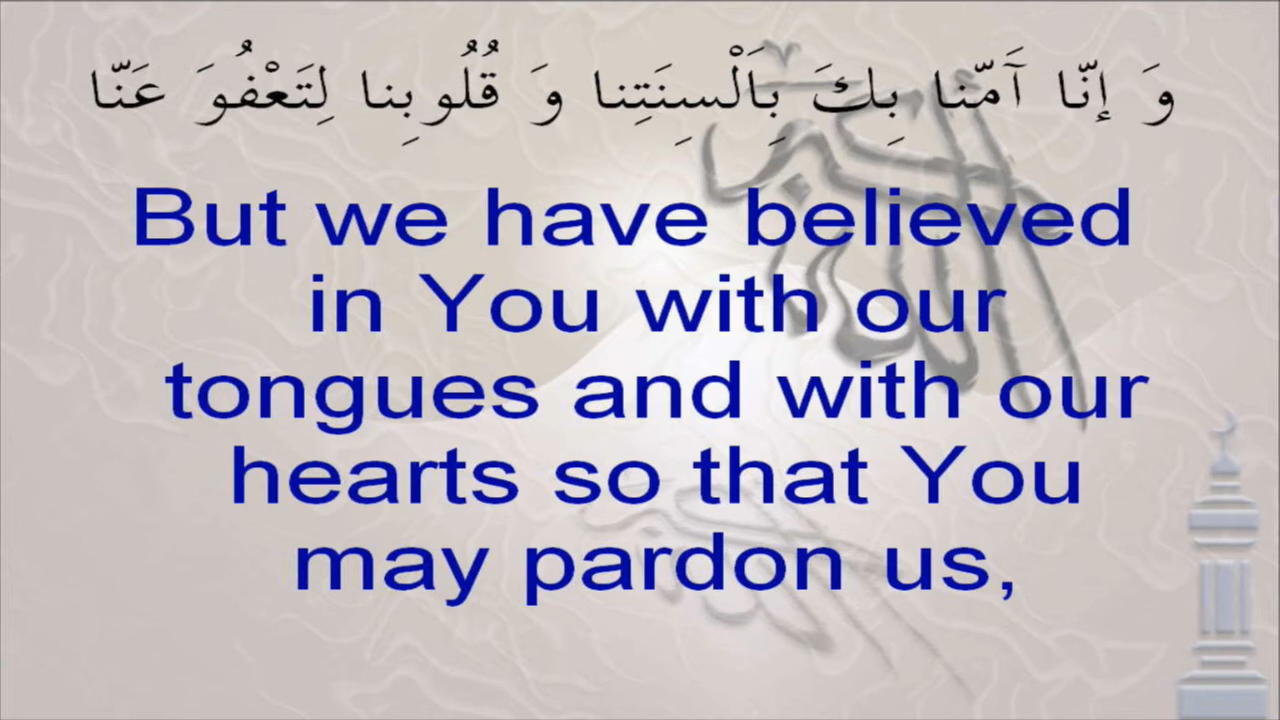 وَ إنّا آمَنّا بِكَ بِاَلْسِنَتِنا وَ قُلُوبِنا لِتَعْفُوَ عَنّا
But we have believed
in You with our
tongues and with our
hearts so that You
may pardon us,